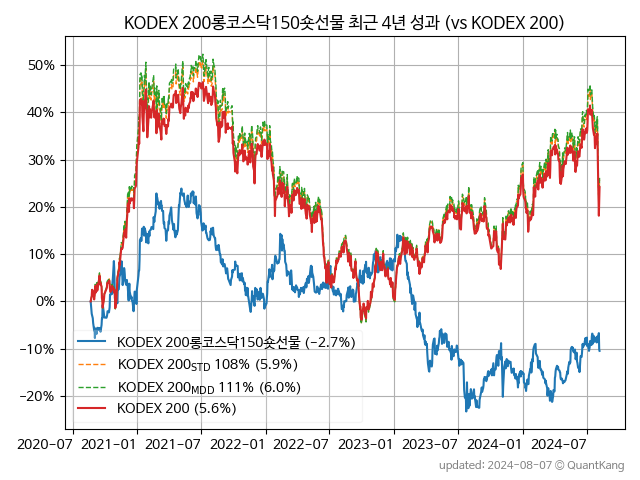 KODEX 200롱코스닥150숏선물 최근 4년 성과 (vs KODEX 200)
50%
40%
30%
20%
10%
0%
−10%
−20%
KODEX 200롱코스닥150숏선물 (−2.7%)
KODEX 200STD 108% (5.9%)
KODEX 200MDD 111% (6.0%)
KODEX 200 (5.6%)
2020-07 2021-01 2021-07 2022-01 2022-07 2023-01 2023-07 2024-01 2024-07
updated: 2024-08-07 © QuantKang